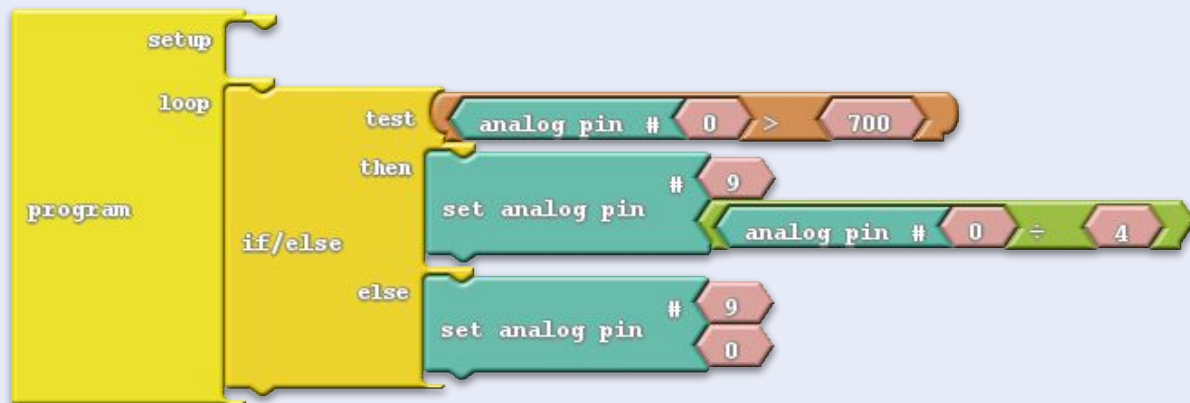 setup
loop
test analog pin # 0 > 700
then
# 9
program
set analog pin
analog pin # 0 ÷ 4
if/else
else
# 9
set analog pin
0